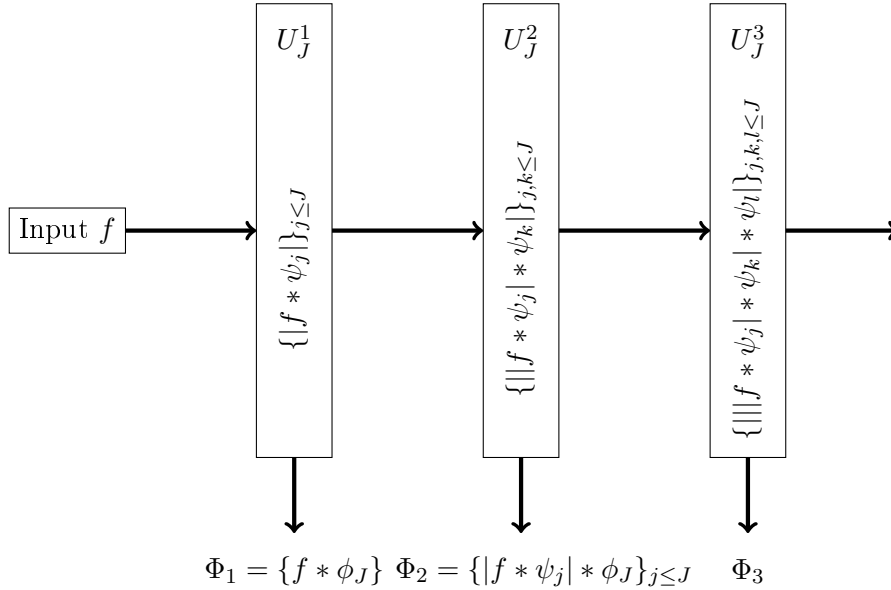 U_J^1
U_J^2
U_J^3
Input f
{|f * ψ_j|}_{j≤J}
{||f * ψ_j| * ψ_k|}_{j,k≤J}
{|||f * ψ_j| * ψ_k| * ψ_l|}_{j,k,l≤J}
Φ_1 = {f * ϕ_J}
Φ_2 = {|f * ψ_j| * ϕ_J}_{j≤J}
Φ_3